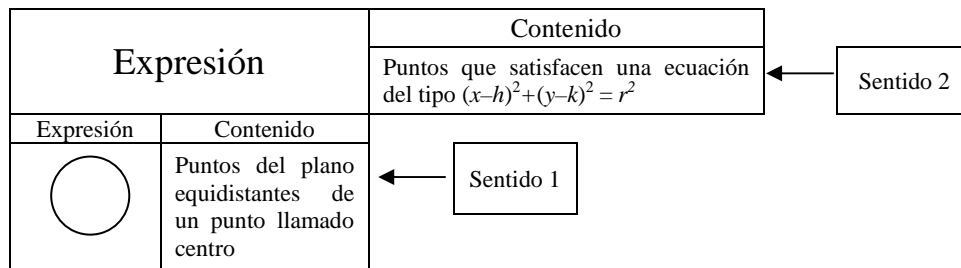 Contenido
Expresión
Puntos que satisfacen una ecuación
del tipo (x–h)²+(y–k)² = r²
Sentido 2
Expresión
Contenido
Puntos del plano
equidistantes de
un punto llamado
centro
Sentido 1